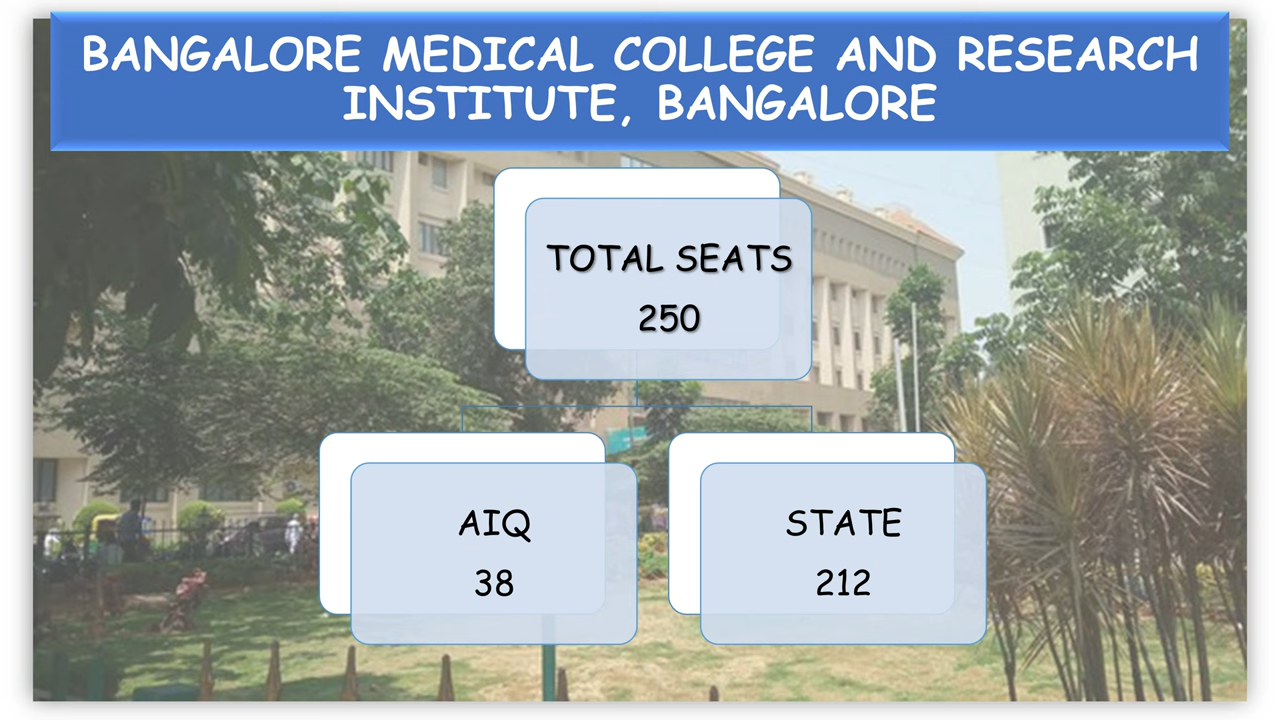 BANGALORE MEDICAL COLLEGE AND RESEARCH
INSTITUTE, BANGALORE
TOTAL SEATS
250
AIQ
38
STATE
212